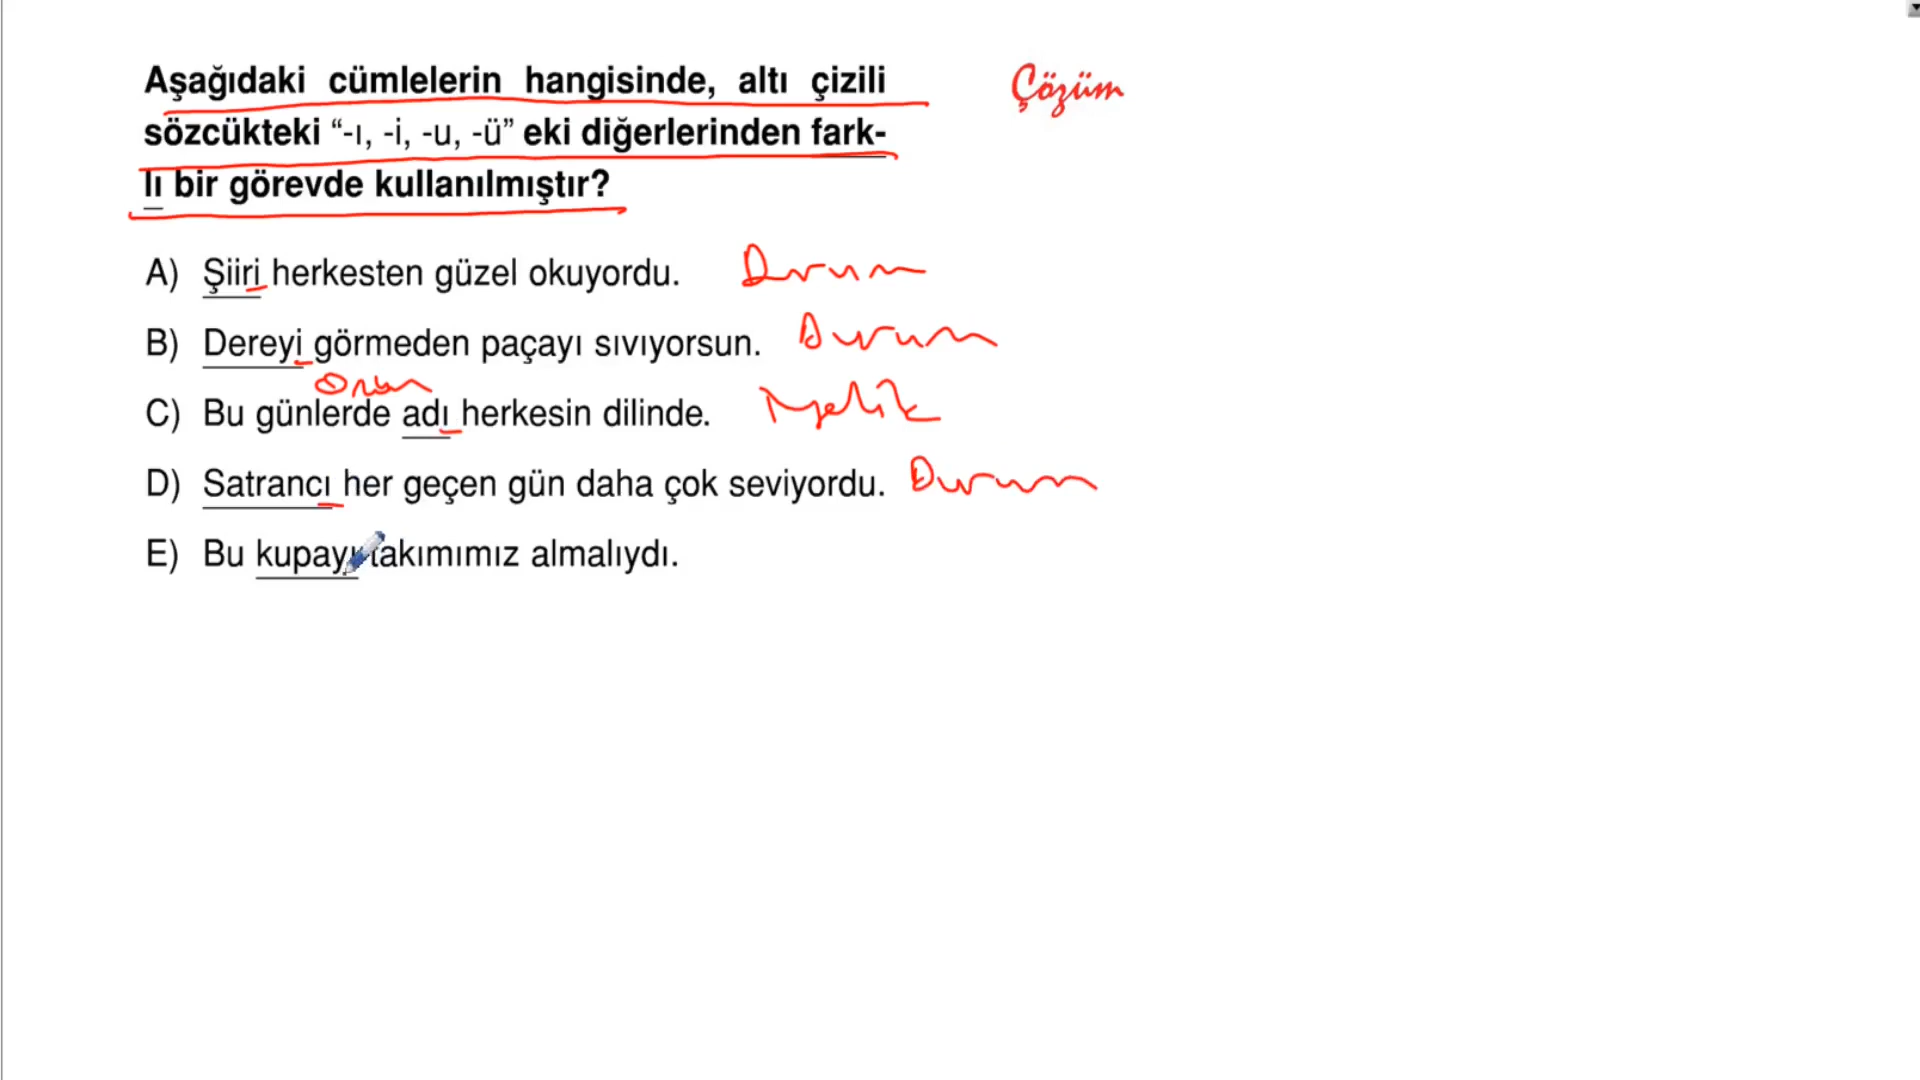 Aşağıdaki cümlelerin hangisinde, altı çizili Çözüm
sözcükteki “-ı, -i, -u, -ü” eki diğerlerinden fark-
lı bir görevde kullanılmıştır?
A) Şiiri herkesten güzel okuyordu. Durum
B) Dereyi görmeden paçayı sıvıyorsun. Durum
Onun
C) Bu günlerde adı herkesin dilinde. İyelik
D) Satrancı her geçen gün daha çok seviyordu. Durum
E) Bu kupayı takımımız almalıydı.